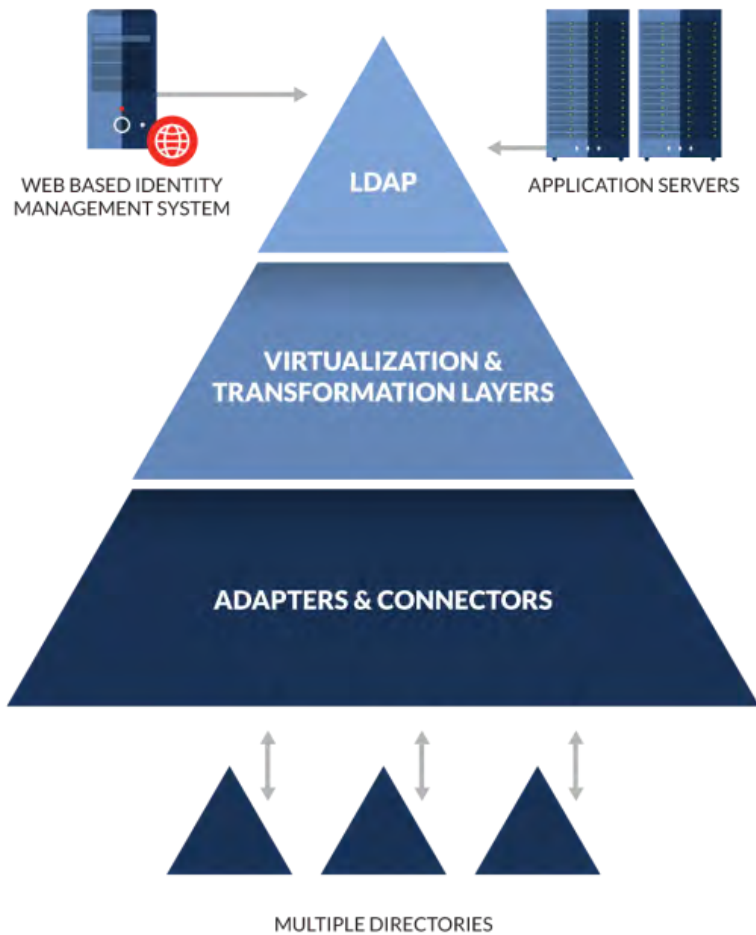 LDAP
WEB BASED IDENTITY
MANAGEMENT SYSTEM
APPLICATION SERVERS
VIRTUALIZATION &
TRANSFORMATION LAYERS
ADAPTERS & CONNECTORS
MULTIPLE DIRECTORIES